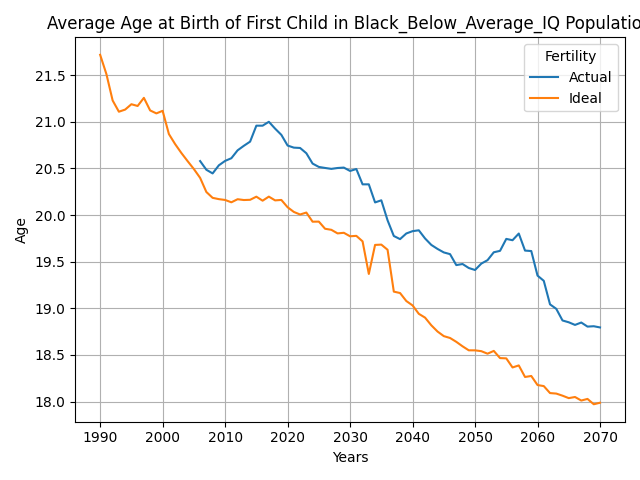 Average Age at Birth of First Child in Black_Below_Average_IQ Populatio
Fertility
Actual
Ideal
21.5
21.0
20.5
20.0
19.5
19.0
18.5
18.0
Age
1990 2000 2010 2020 2030 2040 2050 2060 2070
Years